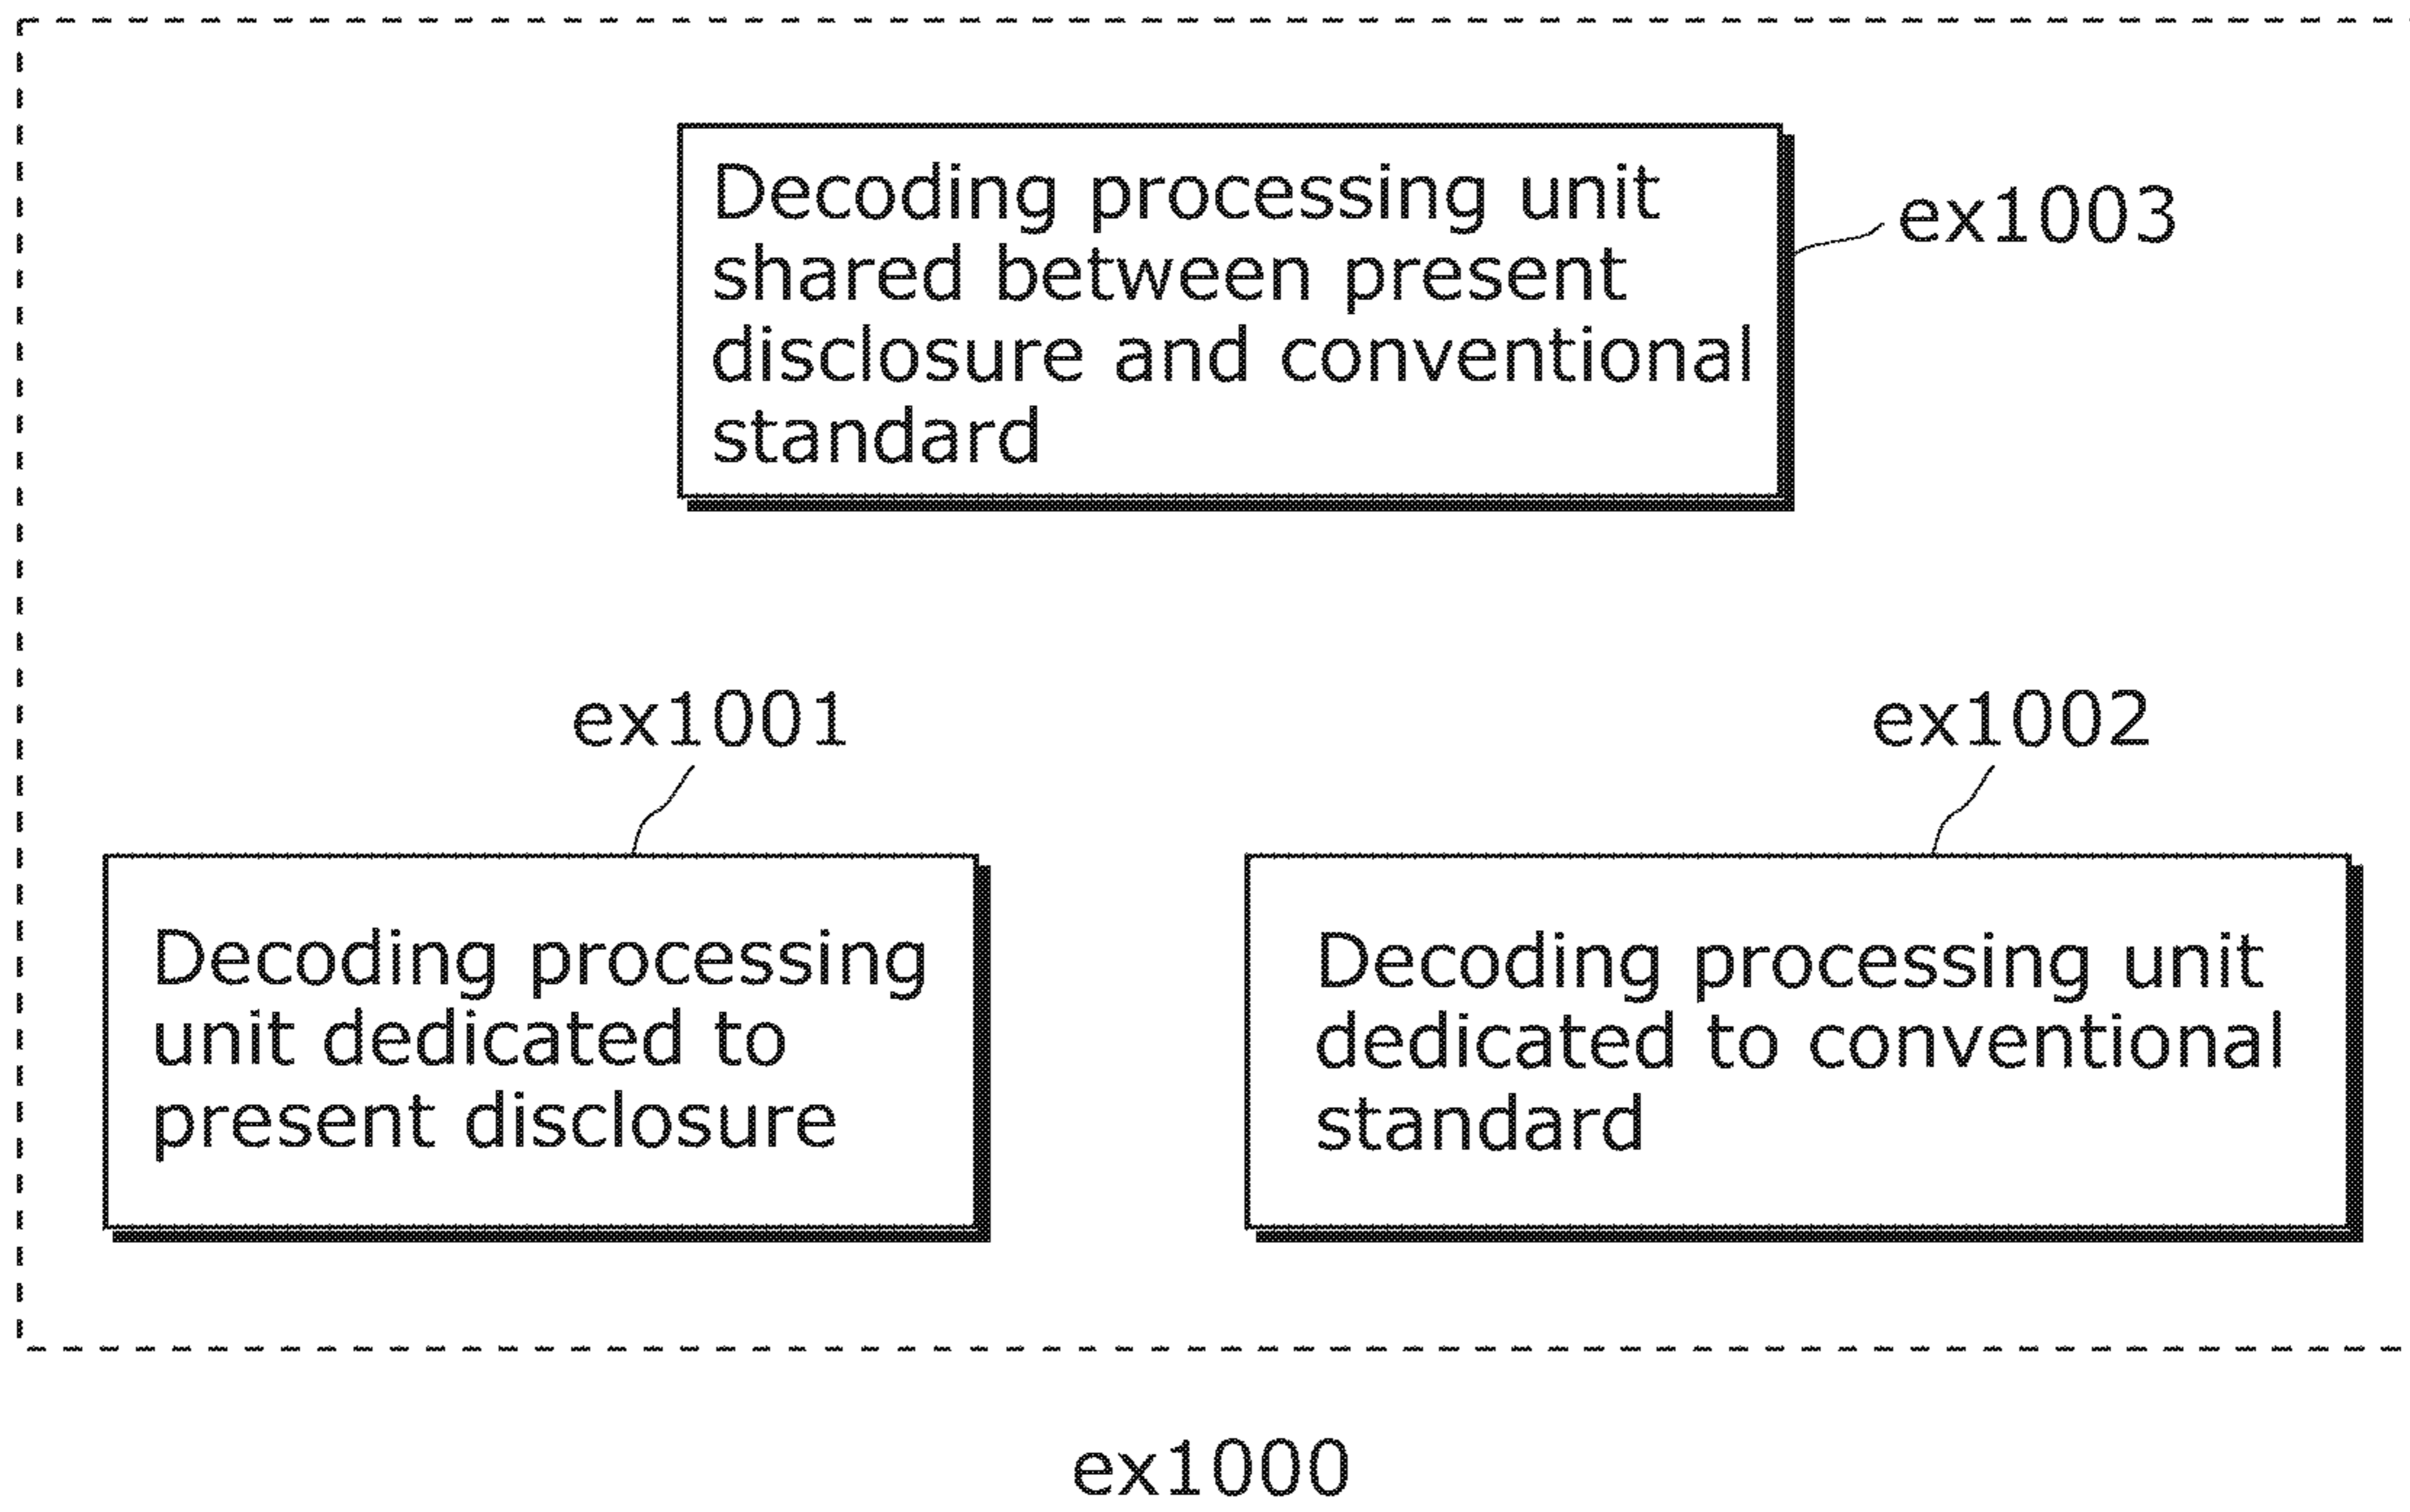 Decoding processing unit
shared between present
disclosure and conventional
standard
ex1003
ex1001
ex1002
Decoding processing
unit dedicated to
present disclosure
Decoding processing unit
dedicated to conventional
standard
ex1000